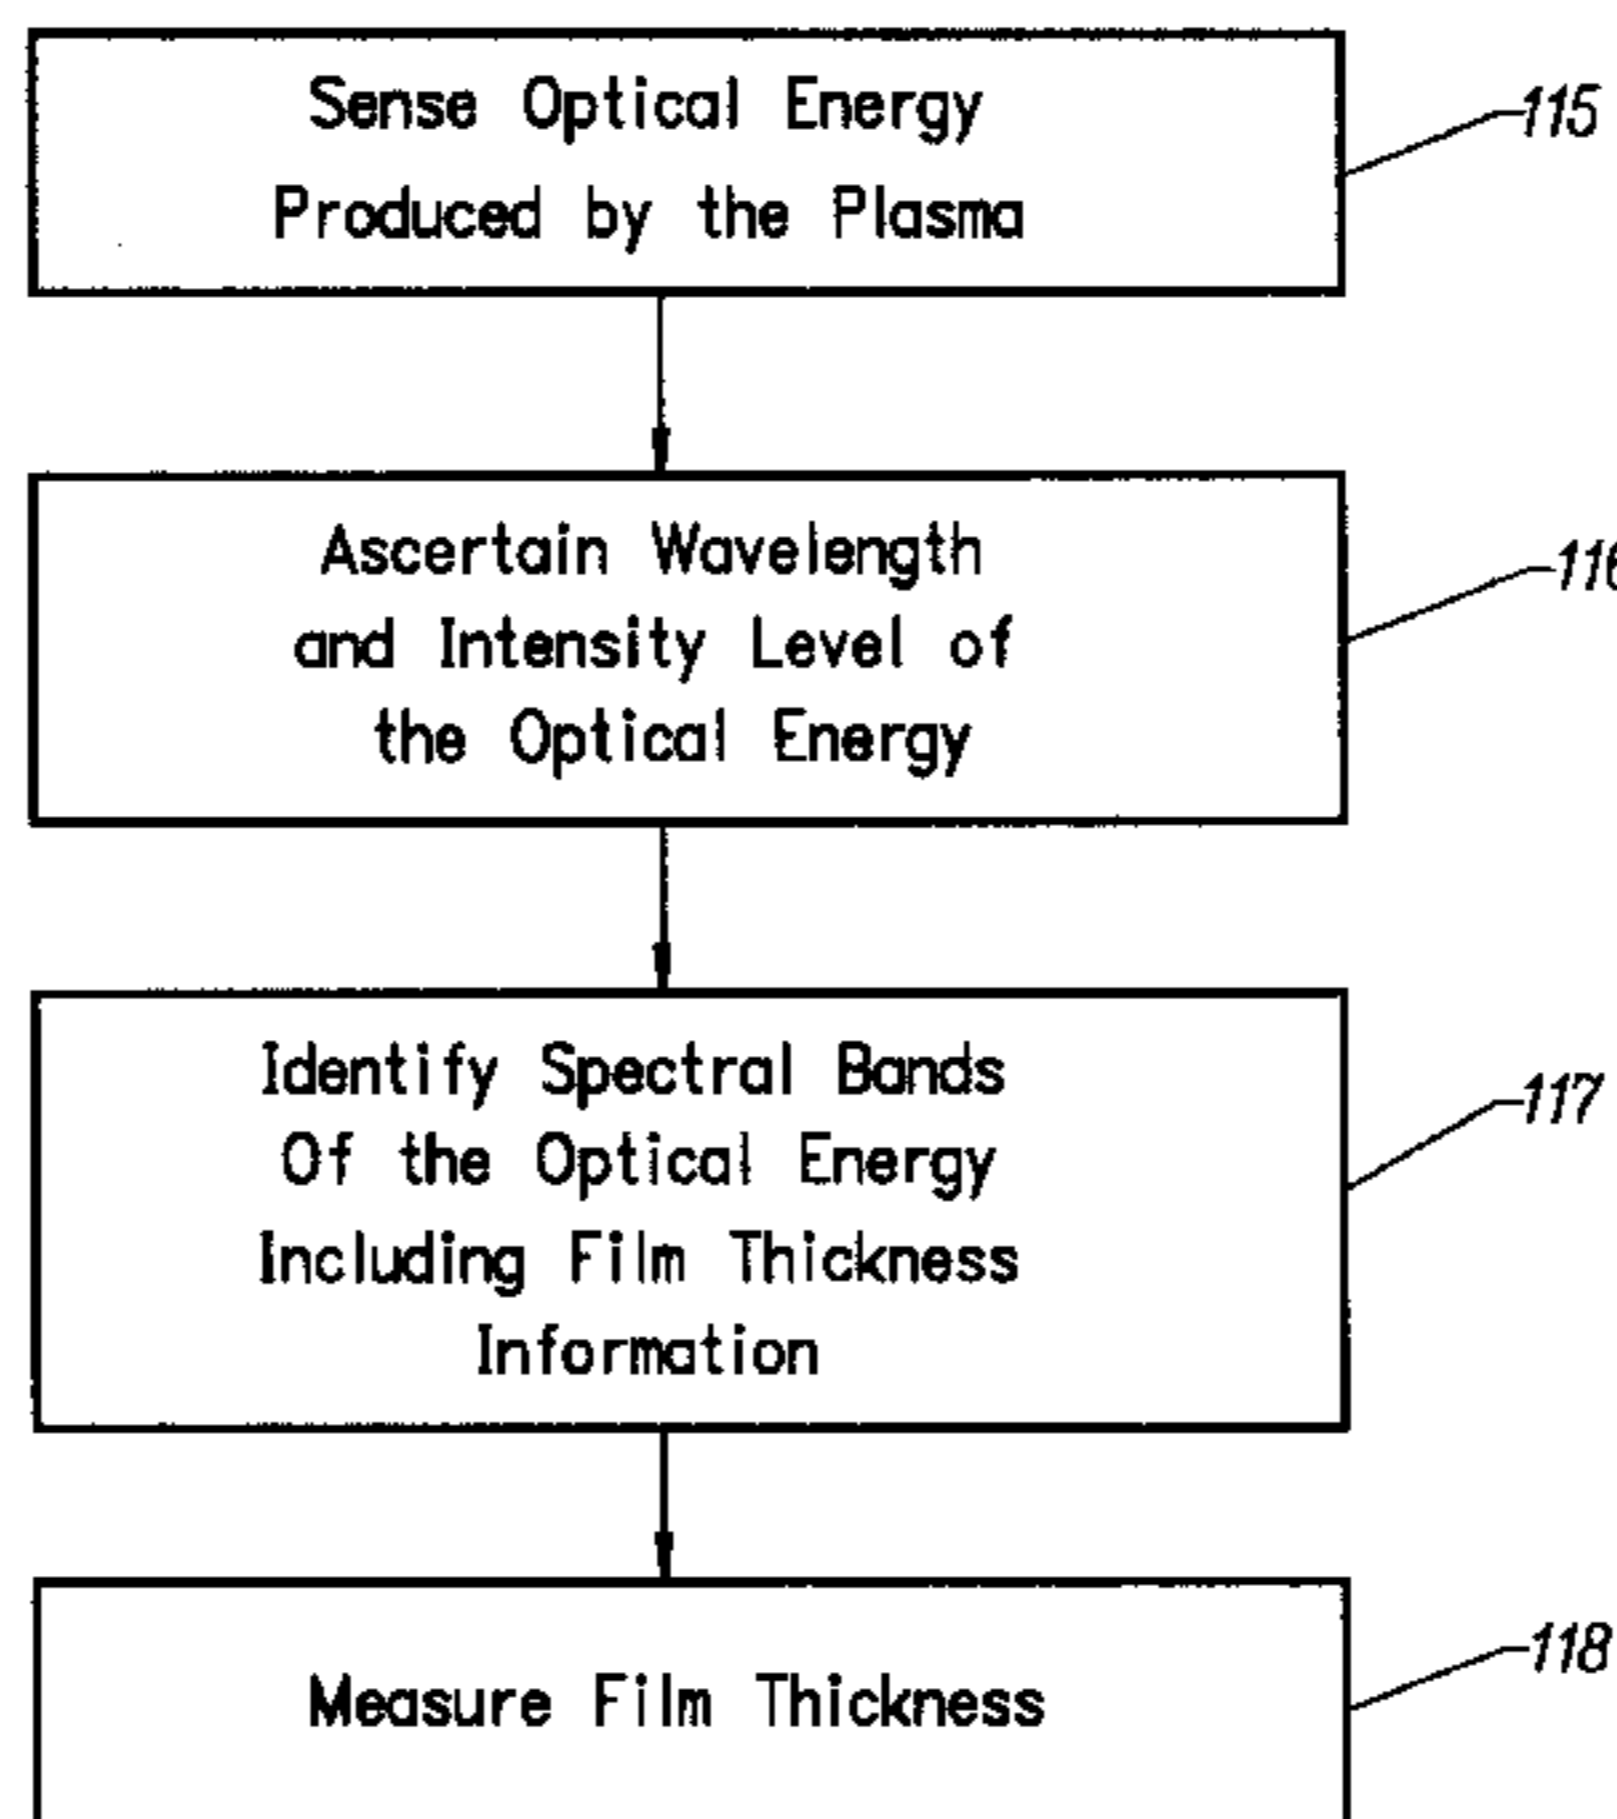 Sense Optical Energy
Produced by the Plasma
115
Ascertain Wavelength
and Intensity Level of
the Optical Energy
116
Identify Spectral Bands
Of the Optical Energy
Including Film Thickness
Information
117
Measure Film Thickness
118